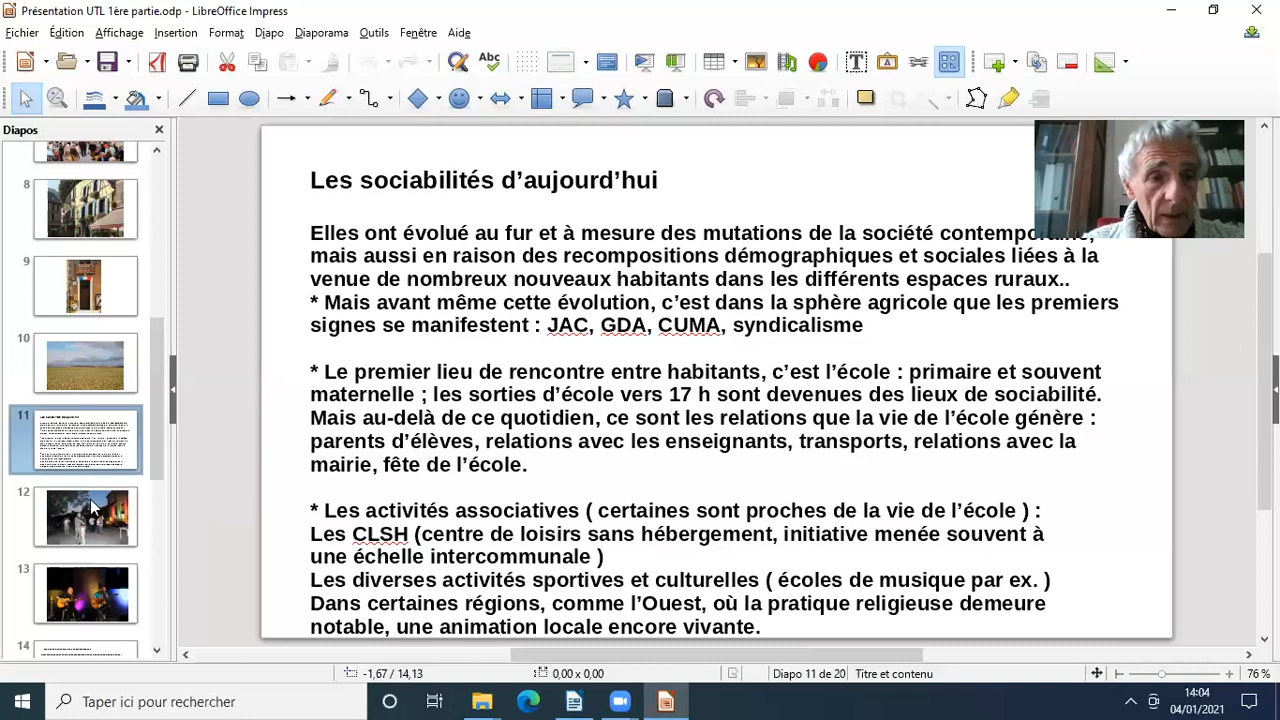 Présentation UTL 1ère partie.odp - LibreOffice Impress
Fichier Édition Affichage Insertion Format Diapo Diaporama Outils Fenêtre Aide
Abc
Diapos
8
9
10
11
12
13
14
Les sociabilités d’aujourd’hui
Elles ont évolué au fur et à mesure des mutations de la société contemporaine,
mais aussi en raison des recompositions démographiques et sociales liées à la
venue de nombreux nouveaux habitants dans les différents espaces ruraux..
* Mais avant même cette évolution, c’est dans la sphère agricole que les premiers
signes se manifestent : JAC, GDA, CUMA, syndicalisme
* Le premier lieu de rencontre entre habitants, c’est l’école : primaire et souvent
maternelle ; les sorties d’école vers 17 h sont devenues des lieux de sociabilité.
Mais au-delà de ce quotidien, ce sont les relations que la vie de l’école génère :
parents d’élèves, relations avec les enseignants, transports, relations avec la
mairie, fête de l’école.
* Les activités associatives ( certaines sont proches de la vie de l’école ) :
Les CLSH (centre de loisirs sans hébergement, initiative menée souvent à
une échelle intercommunale )
Les diverses activités sportives et culturelles ( écoles de musique par ex. )
Dans certaines régions, comme l’Ouest, où la pratique religieuse demeure
notable, une animation locale encore vivante.
-1,67 / 14,13 0,00 x 0,00 Diapo 11 de 20 Titre et contenu 76 %
Taper ici pour rechercher
14:04
04/01/2021